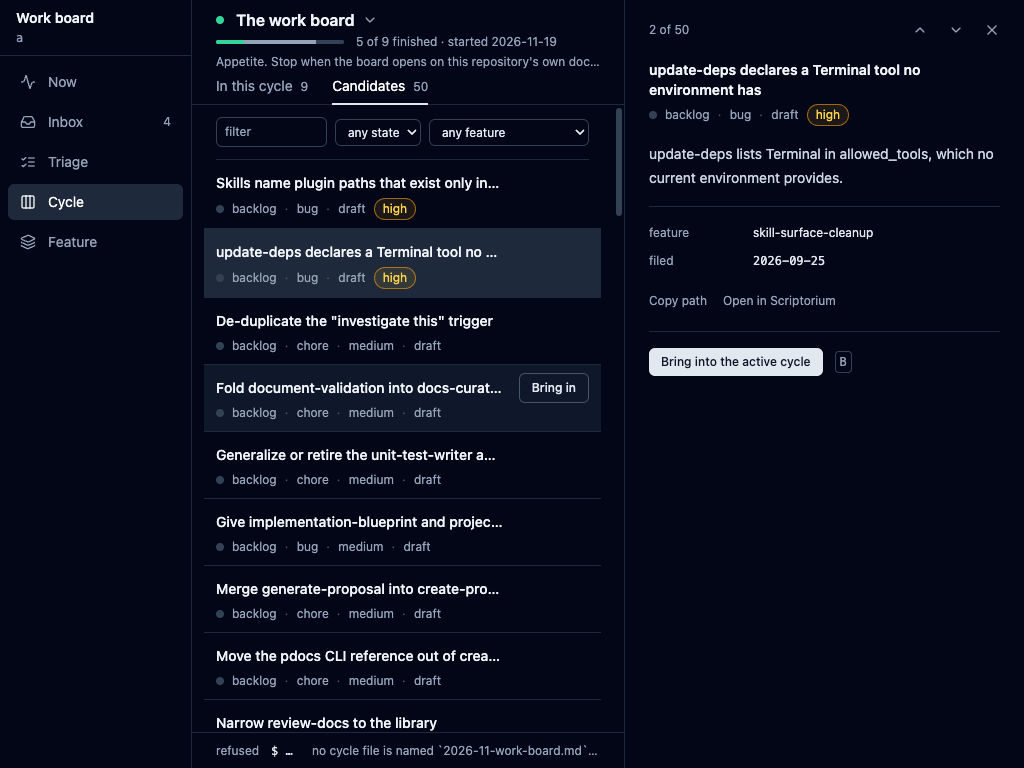 Work board
a
Now
Inbox 4
Triage
Cycle
Feature
The work board
5 of 9 finished · started 2026-11-19
Appetite. Stop when the board opens on this repository's own doc...
In this cycle 9 Candidates 50
filter any state any feature
Skills name plugin paths that exist only in...
backlog · bug · draft high
update-deps declares a Terminal tool no ...
backlog · bug · draft high
De-duplicate the "investigate this" trigger
backlog · chore · medium · draft
Fold document-validation into docs-curat... Bring in
backlog · chore · medium · draft
Generalize or retire the unit-test-writer a...
backlog · chore · medium · draft
Give implementation-blueprint and projec...
backlog · bug · medium · draft
Merge generate-proposal into create-pro...
backlog · chore · medium · draft
Move the pdocs CLI reference out of crea...
backlog · chore · medium · draft
Narrow review-docs to the library
refused $ … no cycle file is named `2026-11-work-board.md`...
2 of 50
update-deps declares a Terminal tool no
environment has
backlog · bug · draft high
update-deps lists Terminal in allowed_tools, which no
current environment provides.
feature skill-surface-cleanup
filed 2026-09-25
Copy path Open in Scriptorium
Bring into the active cycle B